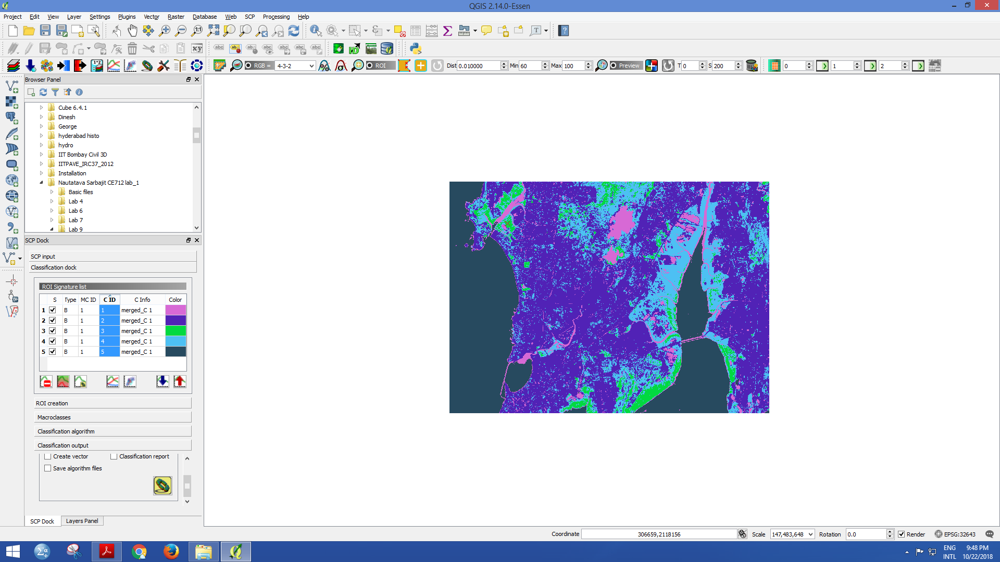 QGIS 2.14.0-Essen
Project Edit View Layer Settings Plugins Vector Raster Database Web SCP Processing Help
RGB = 4-3-2 ROI Dist 0.010000 Min 60 Max 100 Preview T 0 S 200 0 1 2
Browser Panel
Cube 6.4.1
Dinesh
George
hyderabad histo
hydro
IIT Bombay Civil 3D
IITPAVE_IRC37_2012
Installation
Nautatava Sarbajit CE712 lab_1
Basic files
Lab 4
Lab 6
Lab 7
Lab 9
SCP Dock
SCP input
Classification dock
ROI Signature list
S Type MC ID C ID C Info Color
1 B 1 1 merged_C 1
2 B 1 2 merged_C 1
3 B 1 3 merged_C 1
4 B 1 4 merged_C 1
5 B 1 5 merged_C 1
ROI creation
Macroclasses
Classification algorithm
Classification output
Create vector Classification report
Save algorithm files
SCP Dock Layers Panel
Coordinate 306659,2118156 Scale 147,483,648 Rotation 0.0 Render EPSG:32643
ENG 9:48 PM
INTL 10/22/2018